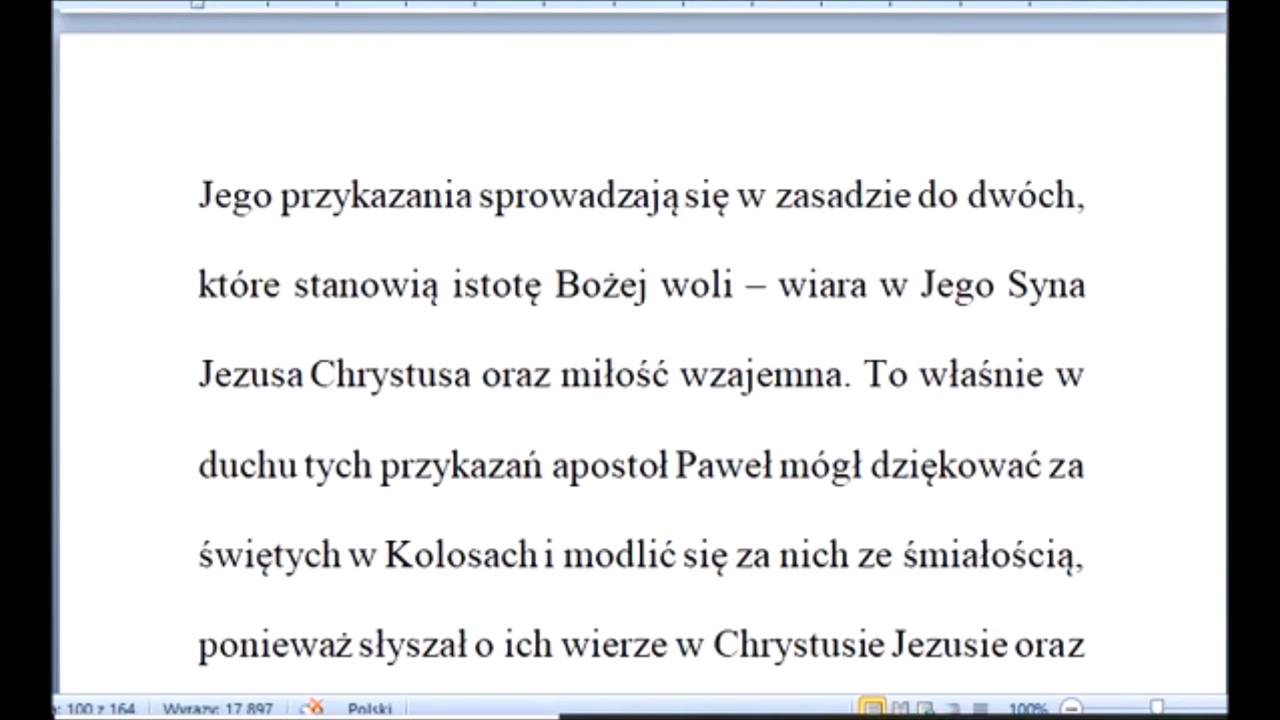 Jego przykazania sprowadzają się w zasadzie do dwóch,
które stanowią istotę Bożej woli – wiara w Jego Syna
Jezusa Chrystusa oraz miłość wzajemna. To właśnie w
duchu tych przykazań apostoł Paweł mógł dziękować za
świętych w Kolosach i modlić się za nich ze śmiałością,
ponieważ słyszał o ich wierze w Chrystusie Jezusie oraz
100 z 164 Wyrazy: 17 897 Polski 100%